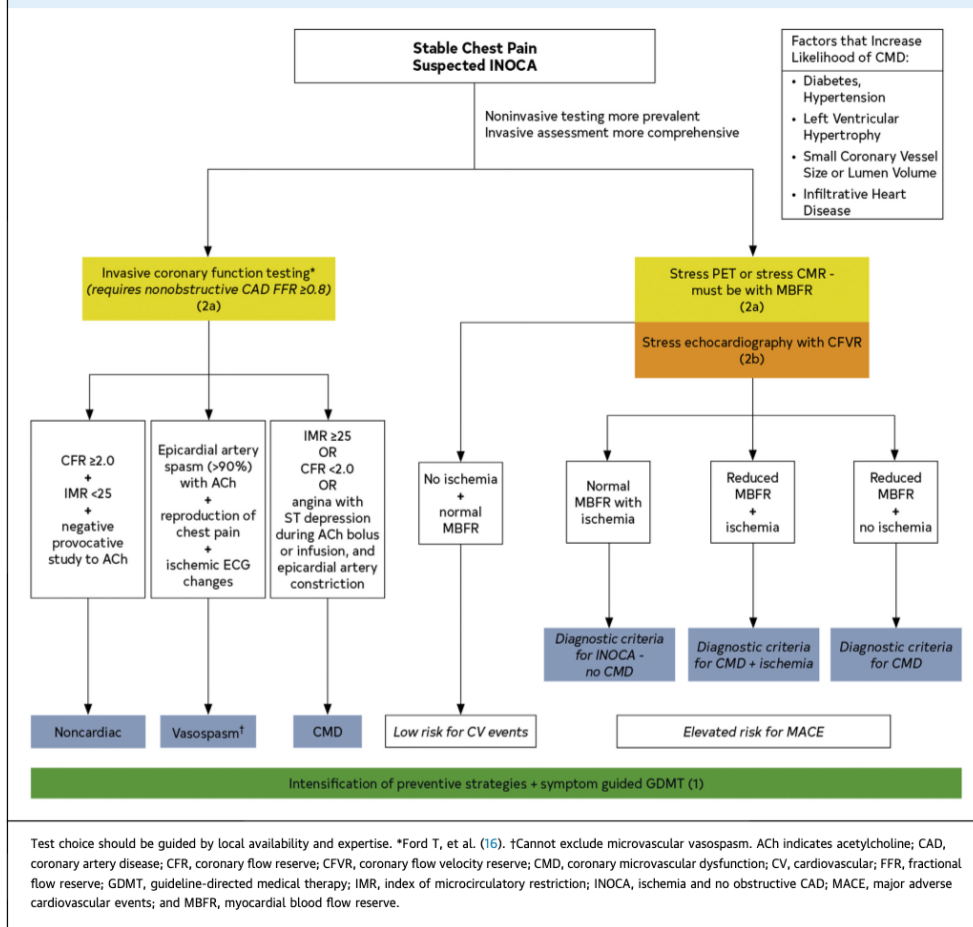 Stable Chest Pain
Suspected INOCA
Factors that Increase
Likelihood of CMD:
• Diabetes,
Hypertension
• Left Ventricular
Hypertrophy
• Small Coronary Vessel
Size or Lumen Volume
• Infiltrative Heart
Disease
Noninvasive testing more prevalent
Invasive assessment more comprehensive
Invasive coronary function testing*
(requires nonobstructive CAD FFR ≥0.8)
(2a)
Stress PET or stress CMR -
must be with MBFR
(2a)
Stress echocardiography with CFVR
(2b)
CFR ≥2.0
+
IMR <25
+
negative
provocative
study to ACh
Epicardial artery
spasm (>90%)
with ACh
+
reproduction of
chest pain
+
ischemic ECG
changes
IMR ≥25
OR
CFR <2.0
OR
angina with
ST depression
during ACh bolus
or infusion, and
epicardial artery
constriction
No ischemia
+
normal
MBFR
Normal
MBFR with
ischemia
Reduced
MBFR
+
ischemia
Reduced
MBFR
+
no ischemia
Diagnostic criteria
for INOCA -
no CMD
Diagnostic criteria
for CMD + ischemia
Diagnostic criteria
for CMD
Noncardiac
Vasospasm†
CMD
Low risk for CV events
Elevated risk for MACE
Intensification of preventive strategies + symptom guided GDMT (1)
Test choice should be guided by local availability and expertise. *Ford T, et al. (16). †Cannot exclude microvascular vasospasm. ACh indicates acetylcholine; CAD,
coronary artery disease; CFR, coronary flow reserve; CFVR, coronary flow velocity reserve; CMD, coronary microvascular dysfunction; CV, cardiovascular; FFR, fractional
flow reserve; GDMT, guideline-directed medical therapy; IMR, index of microcirculatory restriction; INOCA, ischemia and no obstructive CAD; MACE, major adverse
cardiovascular events; and MBFR, myocardial blood flow reserve.